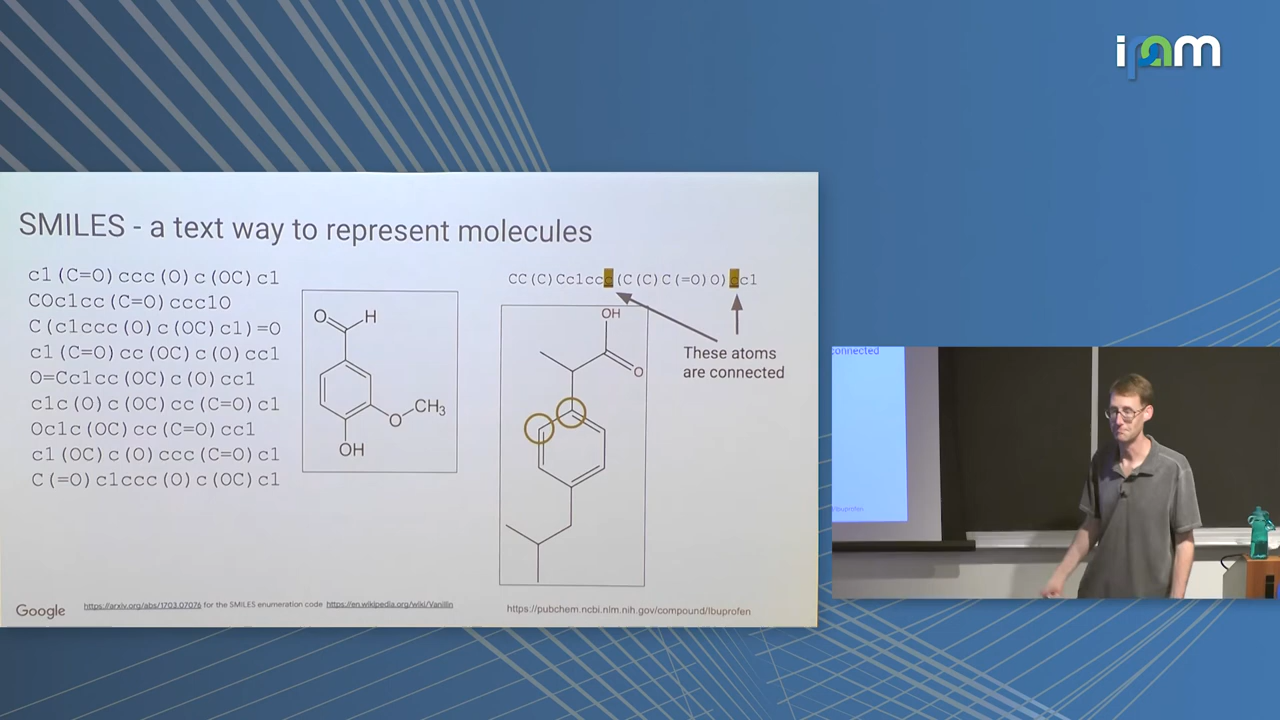 ipam
SMILES - a text way to represent molecules
c1(C=O)ccc(O)c(OC)c1
COc1cc(C=O)ccc1O
C(c1ccc(O)c(OC)c1)=O
c1(C=O)cc(OC)c(O)cc1
O=Cc1cc(OC)c(O)cc1
c1c(O)c(OC)cc(C=O)c1
Oc1c(OC)cc(C=O)cc1
c1(OC)c(O)ccc(C=O)c1
C(=O)c1ccc(O)c(OC)c1
O
H
CH3
O
OH
CC(C)Cc1ccc(C(C)C(=O)O)cc1
OH
O
These atoms
are connected
Google
https://arxiv.org/abs/1703.07076 for the SMILES enumeration code https://en.wikipedia.org/wiki/Vanillin
https://pubchem.ncbi.nlm.nih.gov/compound/Ibuprofen
connected
/Ibuprofen